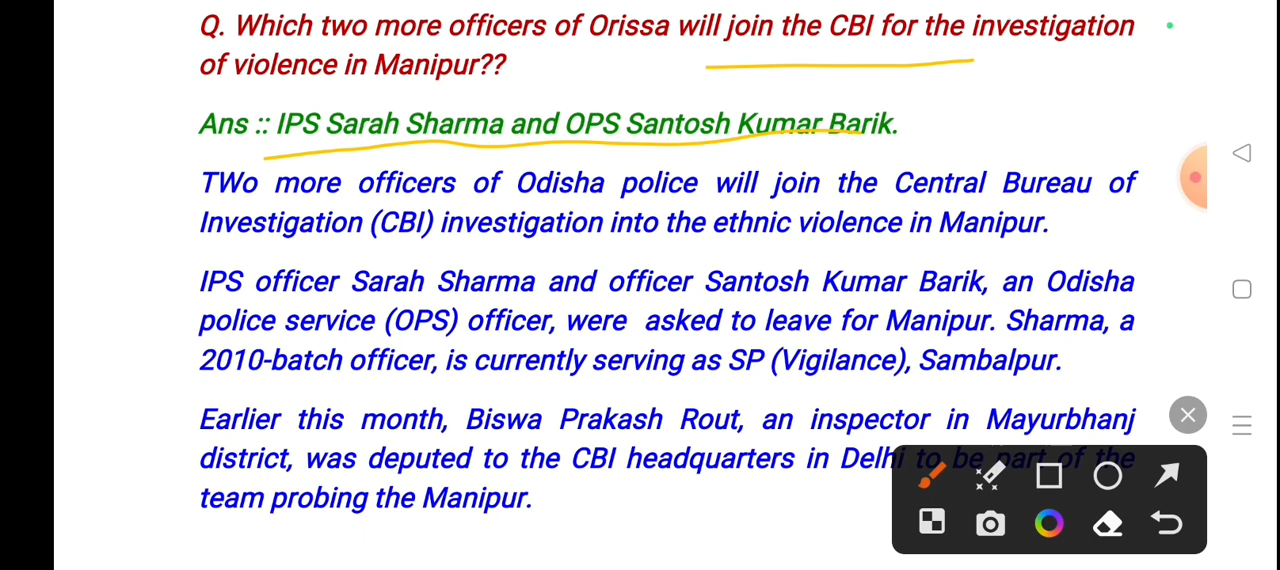 Q. Which two more officers of Orissa will join the CBI for the investigation
of violence in Manipur??
Ans :: IPS Sarah Sharma and OPS Santosh Kumar Barik.
TWo more officers of Odisha police will join the Central Bureau of
Investigation (CBI) investigation into the ethnic violence in Manipur.
IPS officer Sarah Sharma and officer Santosh Kumar Barik, an Odisha
police service (OPS) officer, were asked to leave for Manipur. Sharma, a
2010-batch officer, is currently serving as SP (Vigilance), Sambalpur.
Earlier this month, Biswa Prakash Rout, an inspector in Mayurbhanj
district, was deputed to the CBI headquarters in Delhi to be part of the
team probing the Manipur.